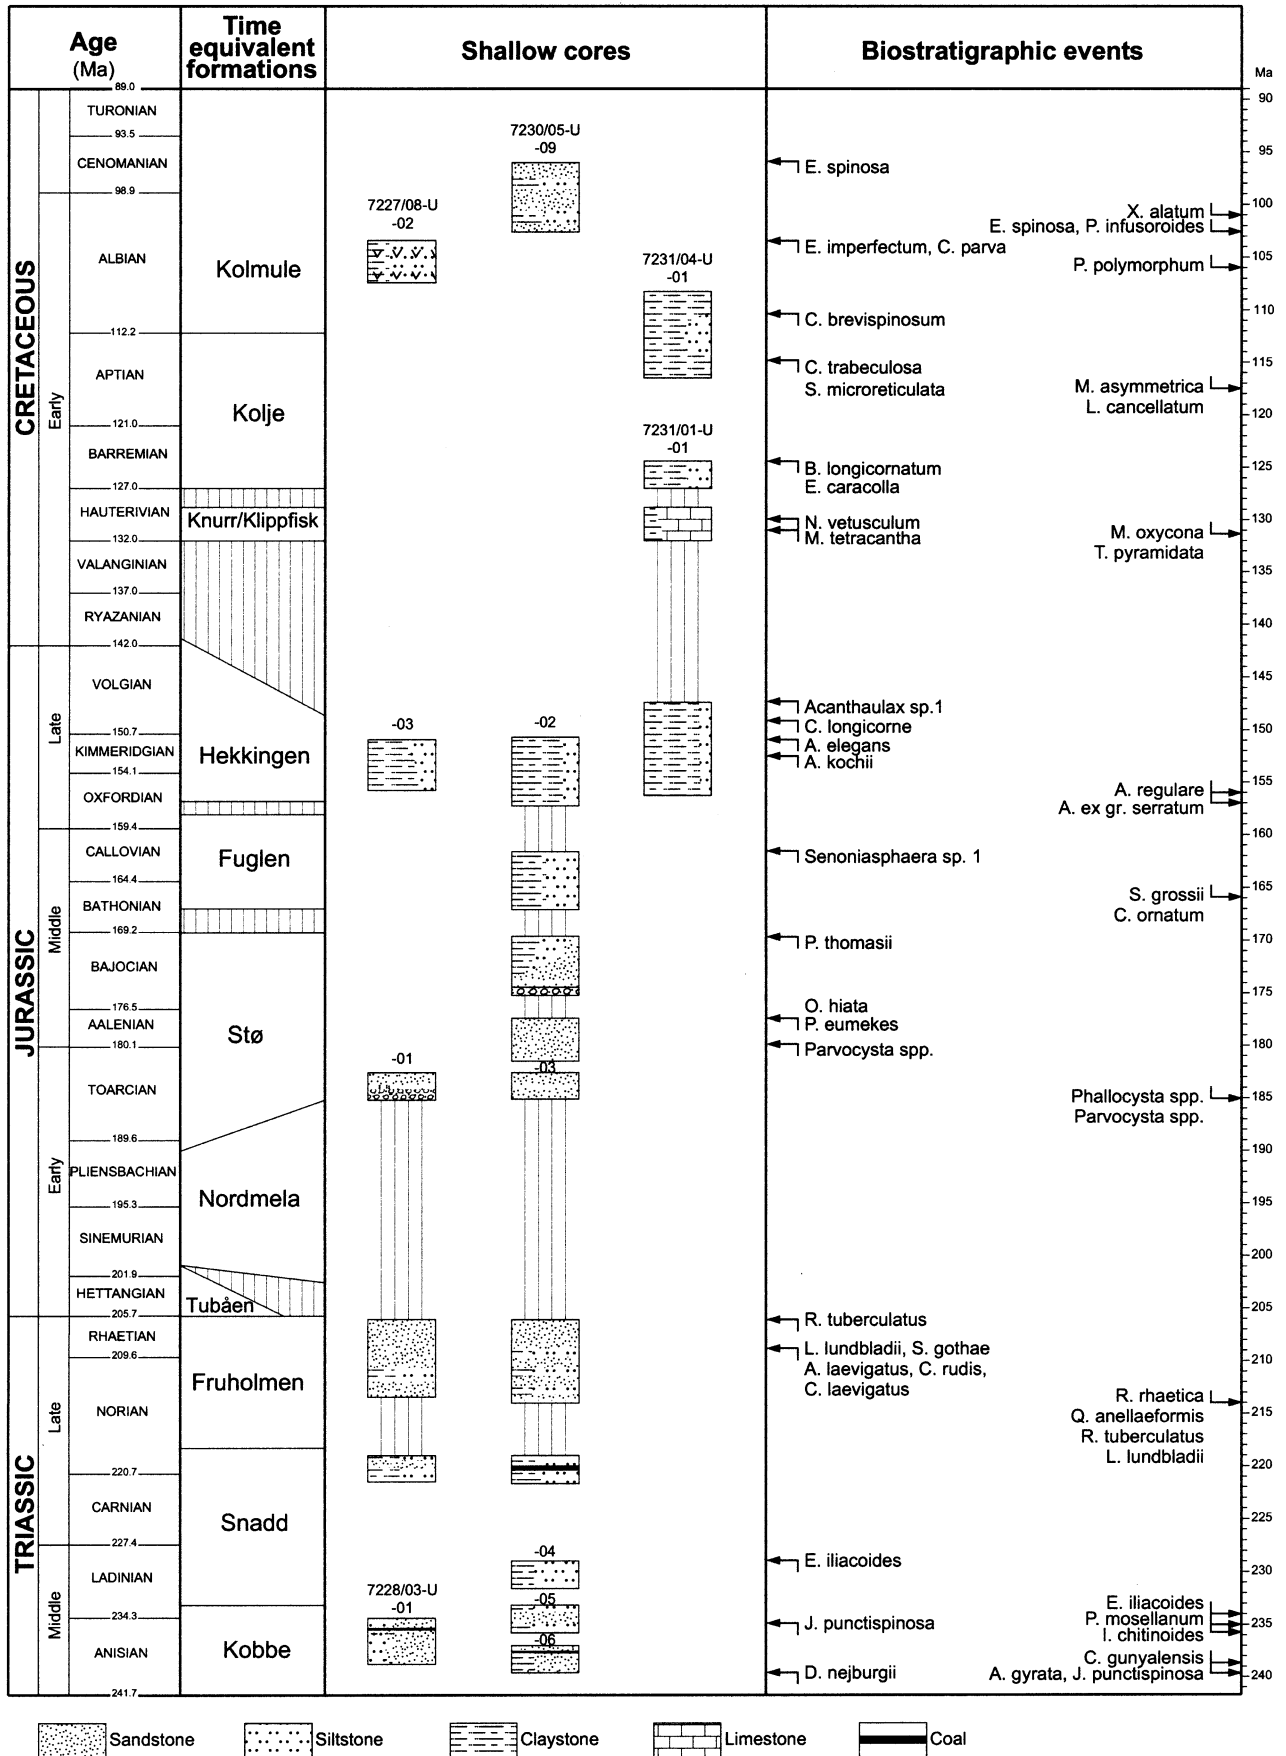 Age
(Ma)
Time
equivalent
formations
Shallow cores
Biostratigraphic events
Ma
CRETACEOUS
JURASSIC
TRIASSIC
Early
Late
Middle
Early
Late
Middle
89.0
TURONIAN
93.5
CENOMANIAN
98.9
ALBIAN
112.2
APTIAN
121.0
BARREMIAN
127.0
HAUTERIVIAN
132.0
VALANGINIAN
137.0
RYAZANIAN
142.0
VOLGIAN
150.7
KIMMERIDGIAN
154.1
OXFORDIAN
159.4
CALLOVIAN
164.4
BATHONIAN
169.2
BAJOCIAN
176.5
AALENIAN
180.1
TOARCIAN
189.6
PLIENSBACHIAN
195.3
SINEMURIAN
201.9
HETTANGIAN
205.7
RHAETIAN
209.6
NORIAN
220.7
CARNIAN
227.4
LADINIAN
234.3
ANISIAN
241.7
Kolmule
Kolje
Knurr/Klippfisk
Hekkingen
Fuglen
Stø
Nordmela
Tubåen
Fruholmen
Snadd
Kobbe
7230/05-U
-09
7227/08-U
-02
7231/04-U
-01
7231/01-U
-01
-03
-02
-01
-03
-04
7228/03-U
-01
-05
-06
E. spinosa
E. imperfectum, C. parva
C. brevispinosum
C. trabeculosa
S. microreticulata
B. longicornatum
E. caracolla
N. vetusculum
M. tetracantha
Acanthaulax sp.1
C. longicorne
A. elegans
A. kochii
Senoniasphaera sp. 1
P. thomasii
O. hiata
P. eumekes
Parvocysta spp.
R. tuberculatus
L. lundbladii, S. gothae
A. laevigatus, C. rudis,
C. laevigatus
E. iliacoides
J. punctispinosa
D. nejburgii
X. alatum
E. spinosa, P. infusoroides
P. polymorphum
M. asymmetrica
L. cancellatum
M. oxycona
T. pyramidata
A. regulare
A. ex gr. serratum
S. grossii
C. ornatum
Phallocysta spp.
Parvocysta spp.
R. rhaetica
Q. anellaeformis
R. tuberculatus
L. lundbladii
E. iliacoides
P. mosellanum
I. chitinoides
C. gunyalensis
A. gyrata, J. punctispinosa
90
95
100
105
110
115
120
125
130
135
140
145
150
155
160
165
170
175
180
185
190
195
200
205
210
215
220
225
230
235
240
Sandstone
Siltstone
Claystone
Limestone
Coal